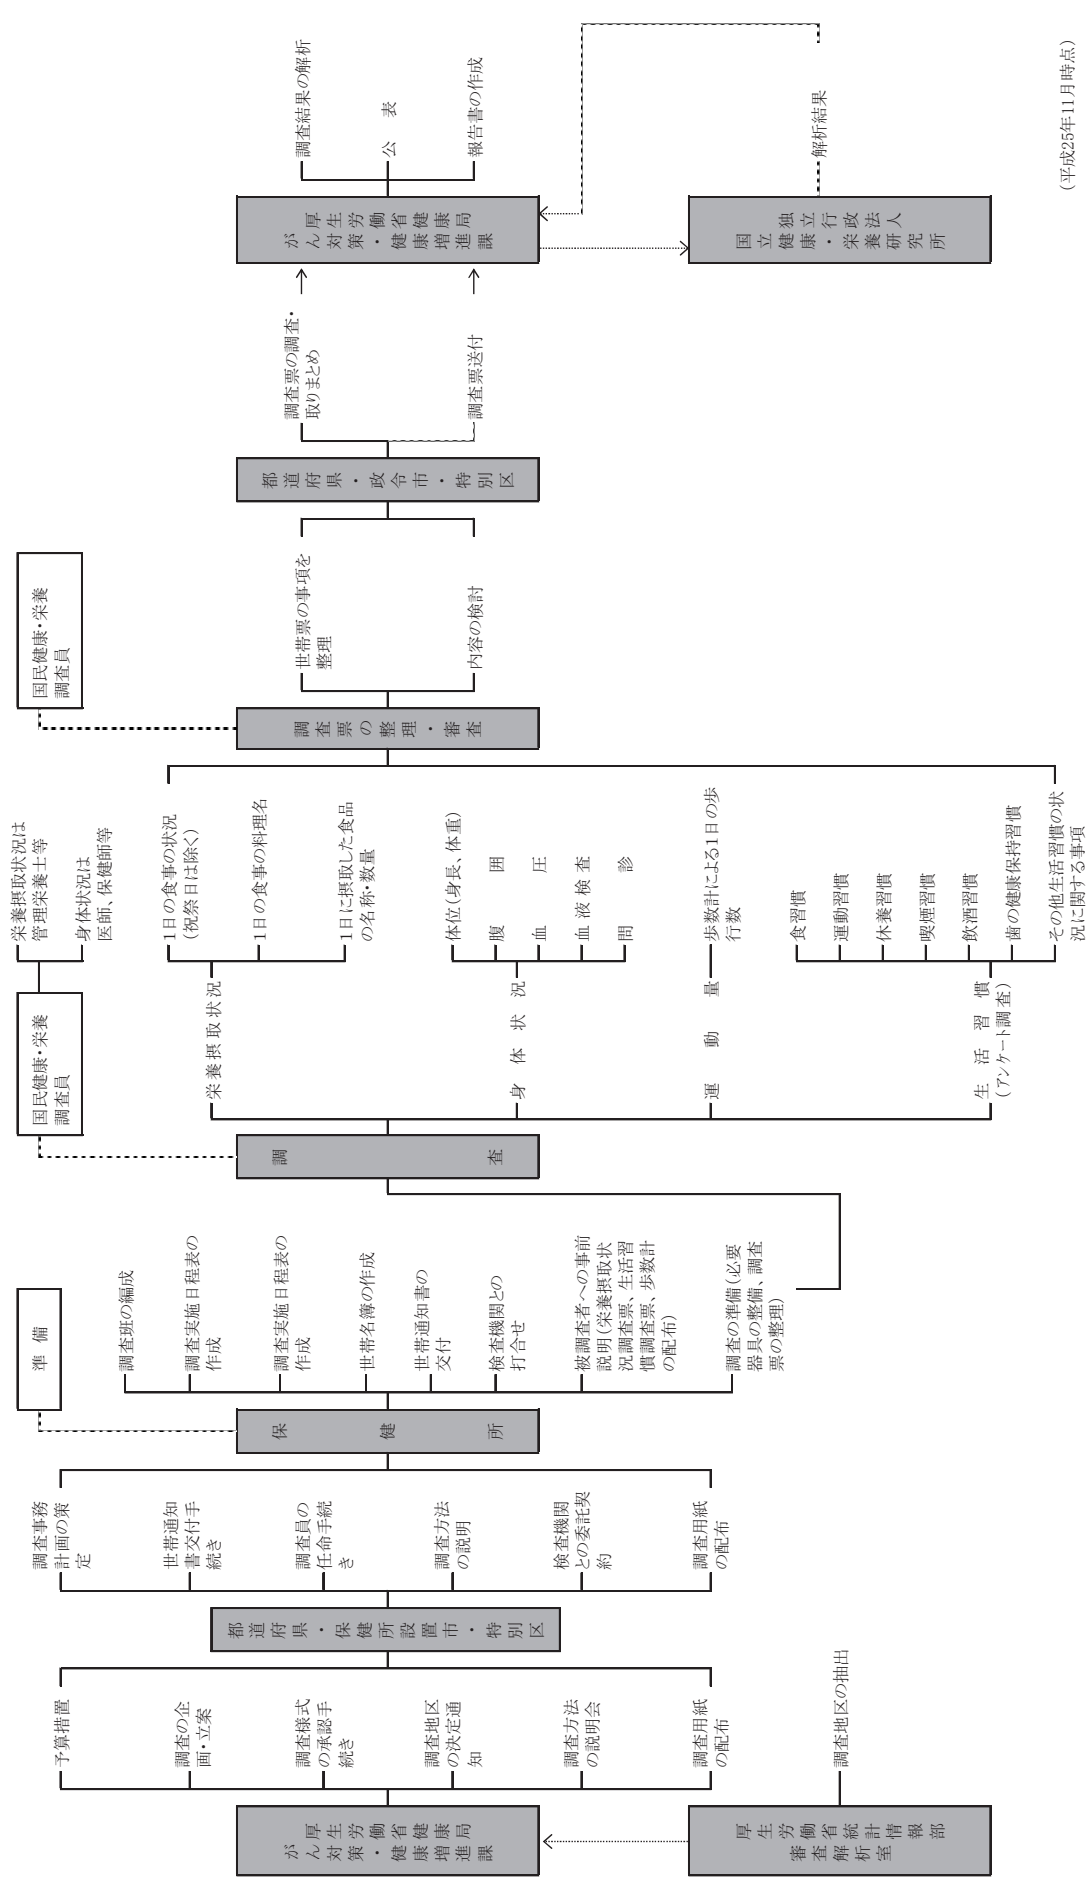 厚生労働省健康局
がん対策・健康増進課
厚生労働省統計情報部
審査解析室
調査地区の抽出
予算措置
調査の企
画・立案
調査様式
の承認手
続き
調査地区
の決定通
知
調査方法
の説明会
調査用紙
の配布
都道府県・保健所設置市・特別区
調査事務
計画の策
定
世帯通知
書交付手
続き
調査員の
任命手続
き
調査方法
の説明
検査機関
との委託契
約
調査用紙
の配布
準備
保健所
調査班の編成
調査実施日程表の
作成
調査実施日程表の
作成
世帯名簿の作成
世帯通知書の
交付
検査機関との
打合せ
被調査者への事前
説明(栄養摂取状
況調査票、生活習
慣調査票、歩数計
の配布)
調査の準備(必要
器具の整備、調査
票の整理)
国民健康・栄養
調査員
栄養摂取状況は
管理栄養士等
身体状況は
医師、保健師等
調査
栄養摂取状況
1日の食事の状況
(祝祭日は除く)
1日の食事の料理名
1日に摂取した食品
の名称・数量
身体状況
体位(身長、体重)
腹囲
血圧
血液検査
問診
運動量
歩数計による1日の歩
行数
生活習慣
(アンケート調査)
食習慣
運動習慣
休養習慣
喫煙習慣
飲酒習慣
歯の健康保持習慣
その他生活習慣の状
況に関する事項
国民健康・栄養
調査員
調査票の整理・審査
世帯票の事項を
整理
内容の検討
都道府県・政令市・特別区
調査票の調査・
取りまとめ
調査票送付
厚生労働省健康局
がん対策・健康増進課
調査結果の解析
公表
報告書の作成
独立行政法人
国立健康・栄養研究所
解析結果
(平成25年11月時点)